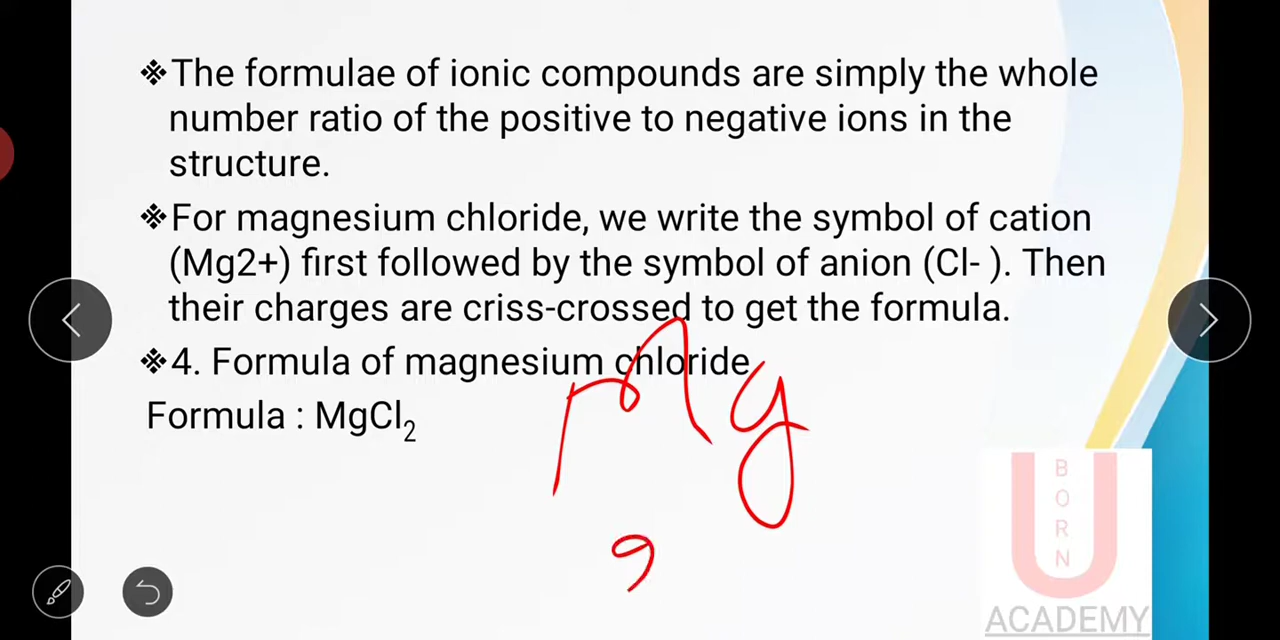 ❖The formulae of ionic compounds are simply the whole
number ratio of the positive to negative ions in the
structure.
❖For magnesium chloride, we write the symbol of cation
(Mg2+) first followed by the symbol of anion (Cl- ). Then
their charges are criss-crossed to get the formula.
❖4. Formula of magnesium chloride
Formula : MgCl₂
Mg
U
BORN
ACADEMY